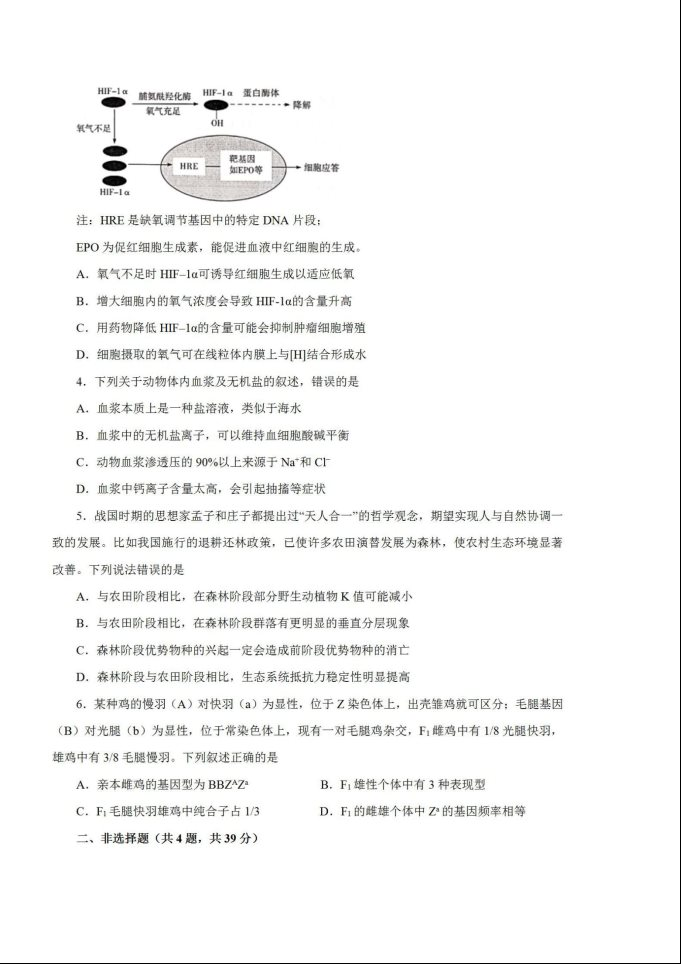 HIF-1α 脯氨酰羟化酶 HIF-1α 蛋白酶体
氧气充足 降解
OH
氧气不足
HRE 靶基因
如EPO等 细胞应答
HIF-1α
注：HRE 是缺氧调节基因中的特定 DNA 片段；
EPO 为促红细胞生成素，能促进血液中红细胞的生成。
A．氧气不足时 HIF–1α可诱导红细胞生成以适应低氧
B．增大细胞内的氧气浓度会导致 HIF-1α的含量升高
C．用药物降低 HIF–1α的含量可能会抑制肿瘤细胞增殖
D．细胞摄取的氧气可在线粒体内膜上与[H]结合形成水
4．下列关于动物体内血浆及无机盐的叙述，错误的是
A．血浆本质上是一种盐溶液，类似于海水
B．血浆中的无机盐离子，可以维持血细胞酸碱平衡
C．动物血浆渗透压的 90%以上来源于 Na⁺和 Cl⁻
D．血浆中钙离子含量太高，会引起抽搐等症状
5．战国时期的思想家孟子和庄子都提出过“天人合一”的哲学观念，期望实现人与自然协调一
致的发展。比如我国施行的退耕还林政策，已使许多农田演替发展为森林，使农村生态环境显著
改善。下列说法错误的是
A．与农田阶段相比，在森林阶段部分野生动植物 K 值可能减小
B．与农田阶段相比，在森林阶段群落有更明显的垂直分层现象
C．森林阶段优势物种的兴起一定会造成前阶段优势物种的消亡
D．森林阶段与农田阶段相比，生态系统抵抗力稳定性明显提高
6．某种鸡的慢羽（A）对快羽（a）为显性，位于 Z 染色体上，出壳雏鸡就可区分；毛腿基因
（B）对光腿（b）为显性，位于常染色体上，现有一对毛腿鸡杂交，F₁雌鸡中有 1/8 光腿快羽，
雄鸡中有 3/8 毛腿慢羽。下列叙述正确的是
A．亲本雌鸡的基因型为 BBZᴬZᵃ B．F₁雄性个体中有 3 种表现型
C．F₁毛腿快羽雄鸡中纯合子占 1/3 D．F₁的雌雄个体中 Zᵃ的基因频率相等
二、非选择题（共 4 题，共 39 分）